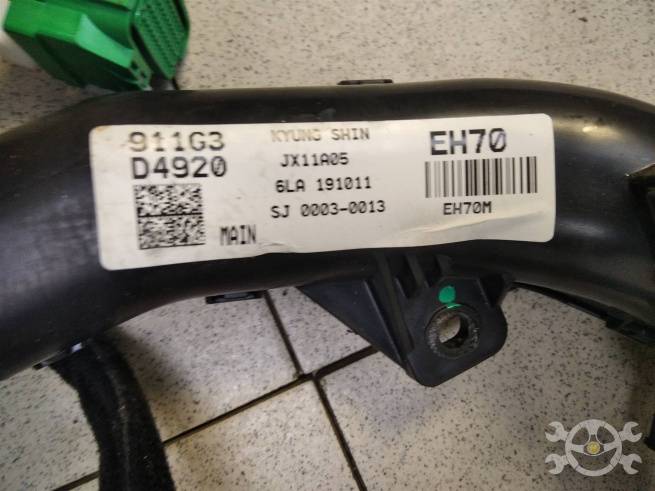 911G3
D4920
MAIN
KYUNG SHIN
JX11A05
6LA 191011
SJ 0003-0013
EH70
EH70M